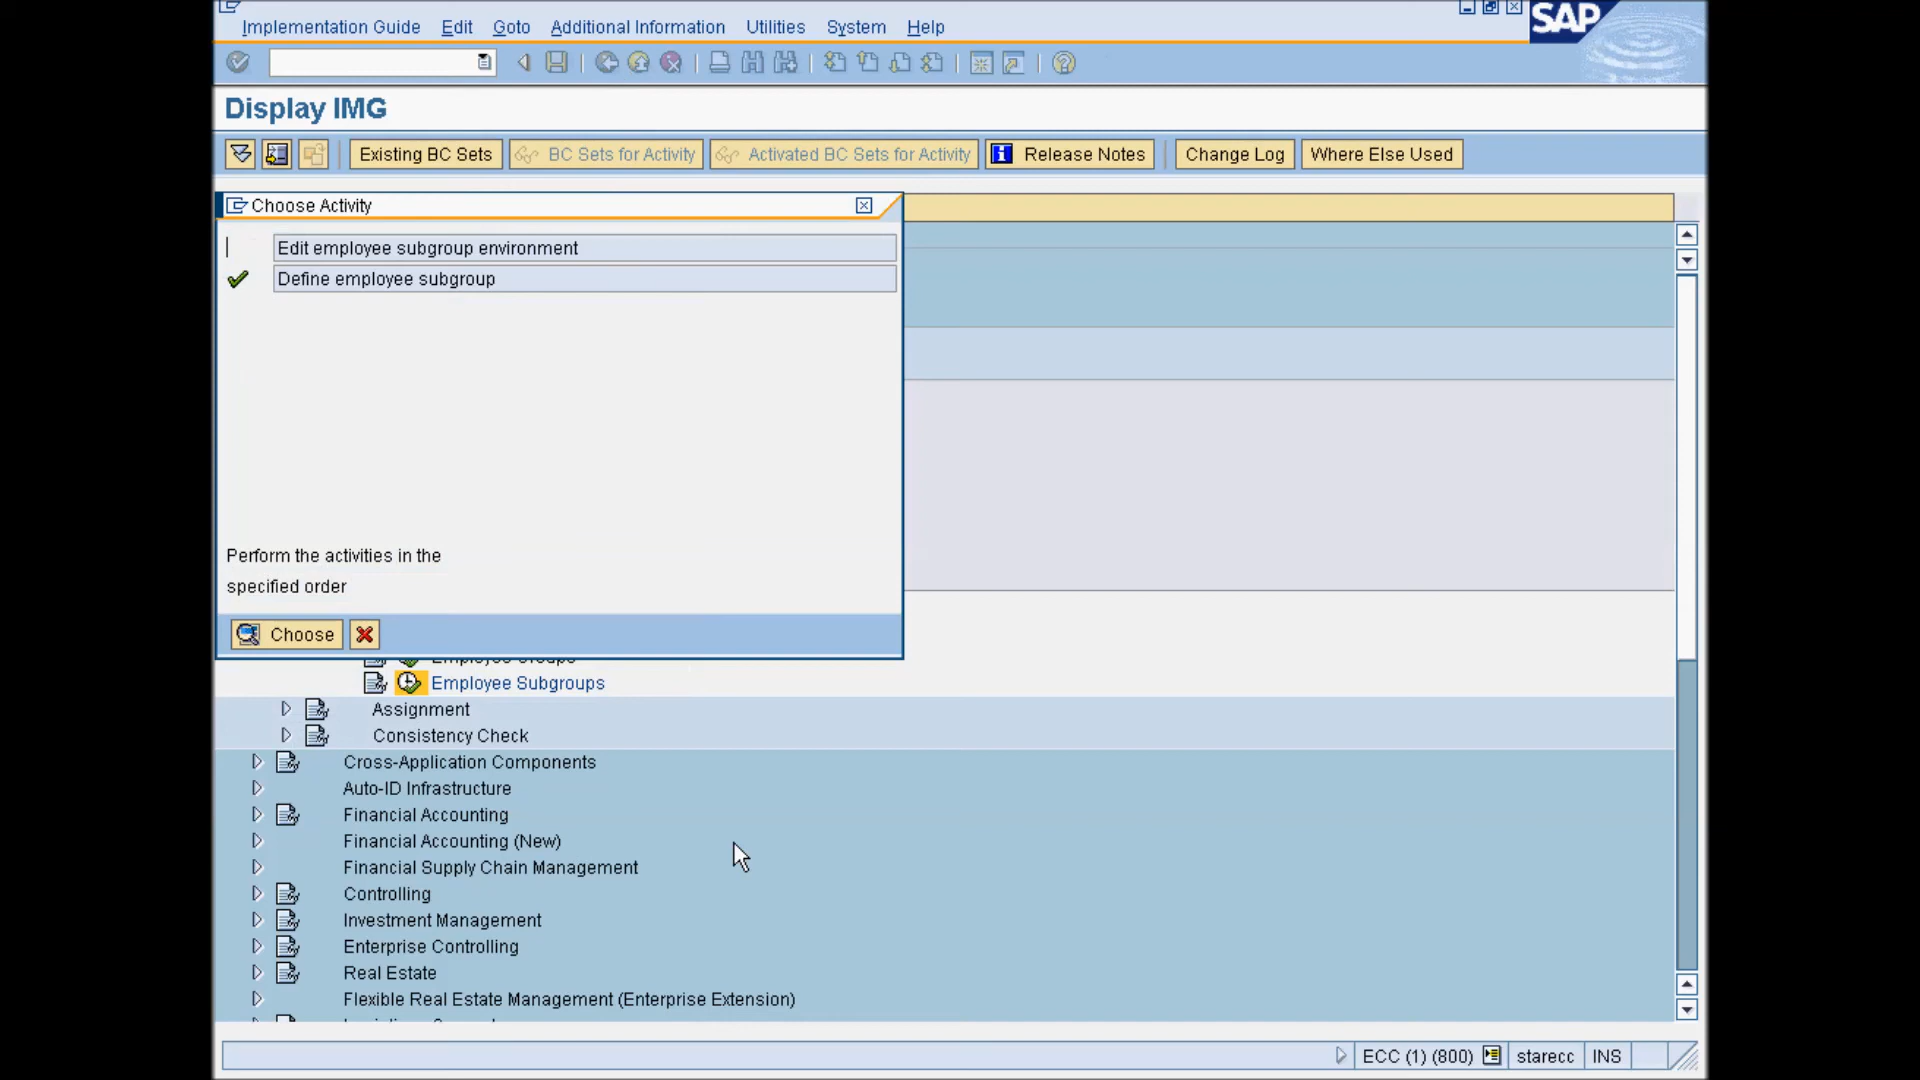 Implementation Guide Edit Goto Additional Information Utilities System Help
SAP
Display IMG
Existing BC Sets BC Sets for Activity Activated BC Sets for Activity Release Notes Change Log Where Else Used
Choose Activity
Edit employee subgroup environment
Define employee subgroup
Perform the activities in the
specified order
Choose
Employee Groups
Employee Subgroups
Assignment
Consistency Check
Cross-Application Components
Auto-ID Infrastructure
Financial Accounting
Financial Accounting (New)
Financial Supply Chain Management
Controlling
Investment Management
Enterprise Controlling
Real Estate
Flexible Real Estate Management (Enterprise Extension)
ECC (1) (800) starecc INS